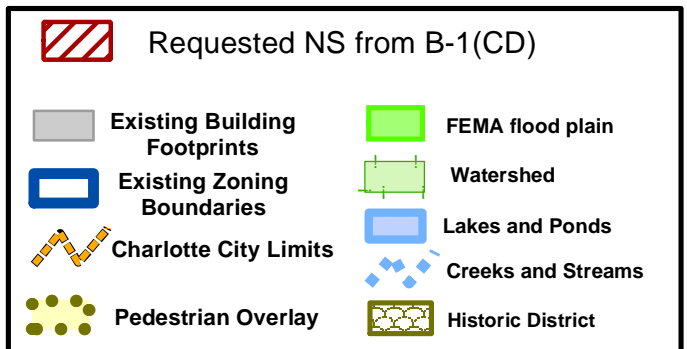 Requested NS from B-1(CD)
Existing Building
Footprints
Existing Zoning
Boundaries
Charlotte City Limits
Pedestrian Overlay
FEMA flood plain
Watershed
Lakes and Ponds
Creeks and Streams
Historic District